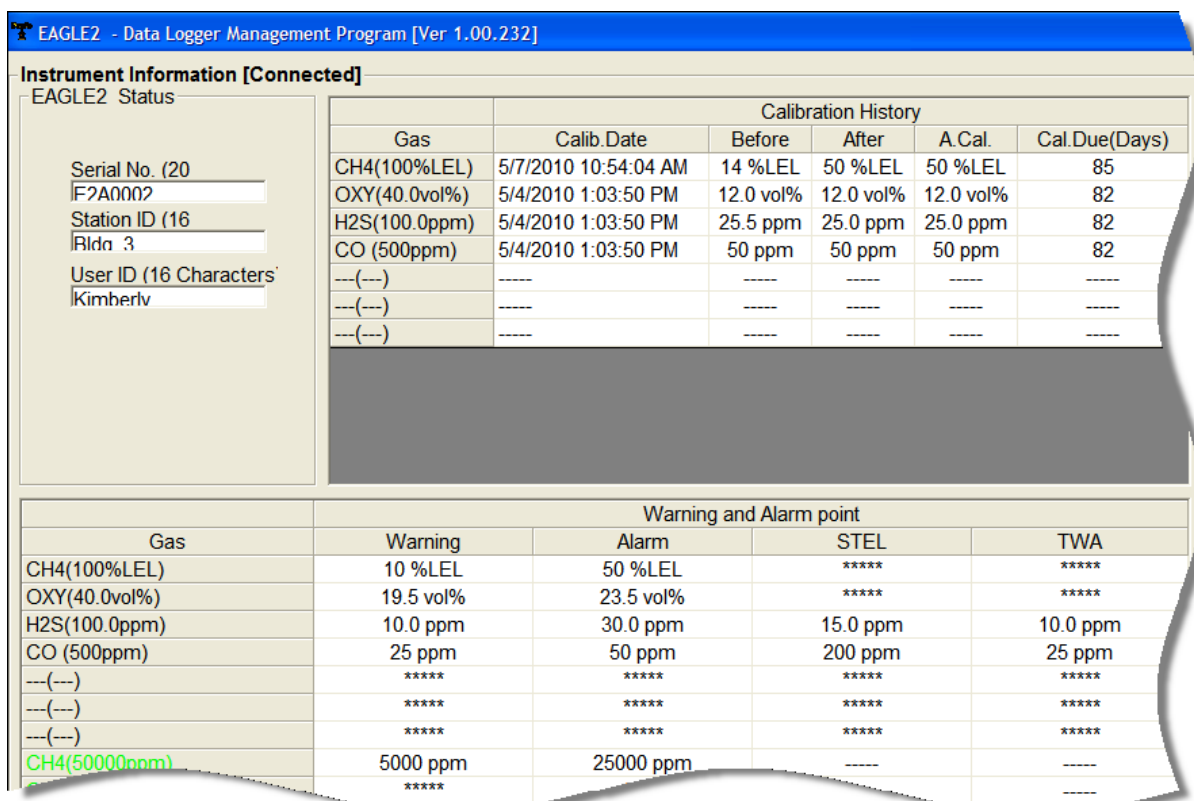 EAGLE2 - Data Logger Management Program [Ver 1.00.232]
Instrument Information [Connected]
EAGLE2 Status
Serial No. (20
E2A0002
Station ID (16
Bldg. 3
User ID (16 Characters)
Kimberly
Calibration History
Gas Calib.Date Before After A.Cal. Cal.Due(Days)
CH4(100%LEL) 5/7/2010 10:54:04 AM 14 %LEL 50 %LEL 50 %LEL 85
OXY(40.0vol%) 5/4/2010 1:03:50 PM 12.0 vol% 12.0 vol% 12.0 vol% 82
H2S(100.0ppm) 5/4/2010 1:03:50 PM 25.5 ppm 25.0 ppm 25.0 ppm 82
CO (500ppm) 5/4/2010 1:03:50 PM 50 ppm 50 ppm 50 ppm 82
---(---) ----- ----- ----- ----- -----
---(---) ----- ----- ----- ----- -----
---(---) ----- ----- ----- ----- -----
Warning and Alarm point
Gas Warning Alarm STEL TWA
CH4(100%LEL) 10 %LEL 50 %LEL ***** *****
OXY(40.0vol%) 19.5 vol% 23.5 vol% ***** *****
H2S(100.0ppm) 10.0 ppm 30.0 ppm 15.0 ppm 10.0 ppm
CO (500ppm) 25 ppm 50 ppm 200 ppm 25 ppm
---(---) ***** ***** ***** *****
---(---) ***** ***** ***** *****
---(---) ***** ***** ***** *****
CH4(50000ppm) 5000 ppm 25000 ppm ----- -----
***** -----